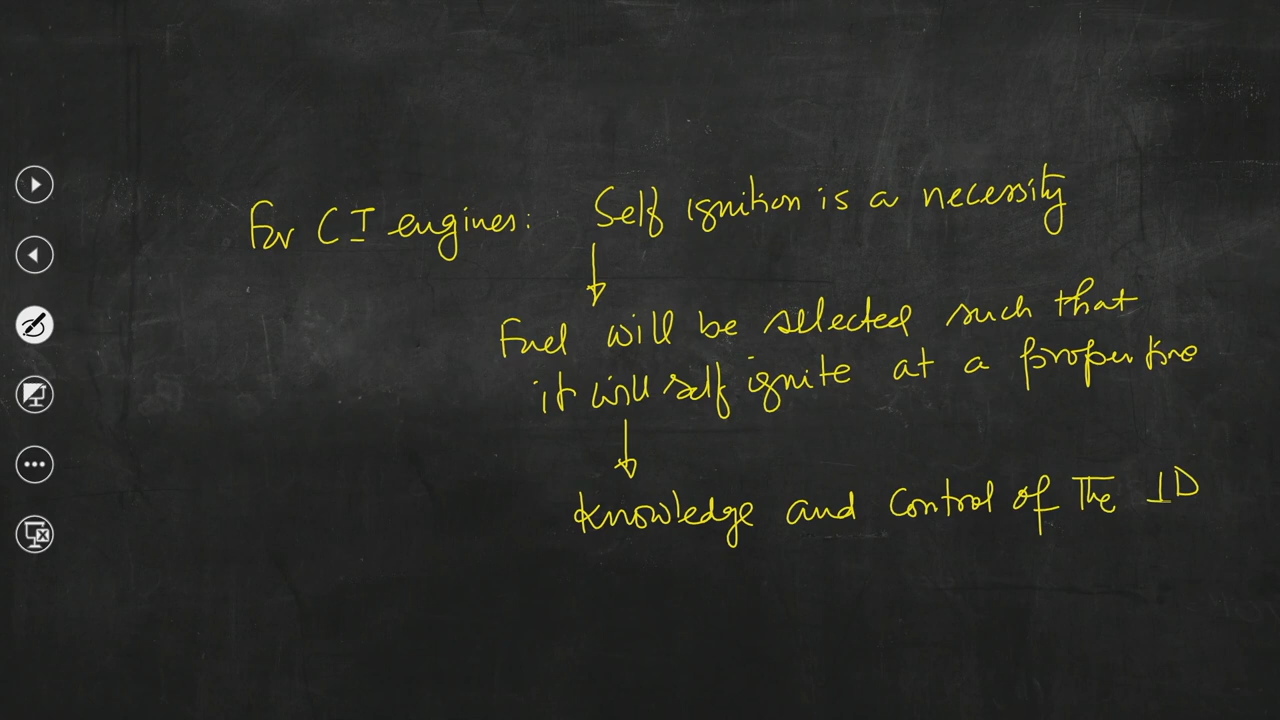 For CI engines: Self ignition is a necessity
Fuel will be selected such that
it will self ignite at a proper time
Knowledge and Control of The ID